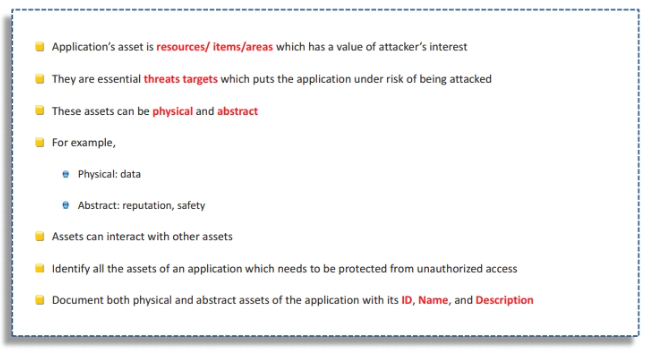 Application's asset is resources/ items/areas which has a value of attacker's interest
They are essential threats targets which puts the application under risk of being attacked
These assets can be physical and abstract
For example,
Physical: data
Abstract: reputation, safety
Assets can interact with other assets
Identify all the assets of an application which needs to be protected from unauthorized access
Document both physical and abstract assets of the application with its ID, Name, and Description